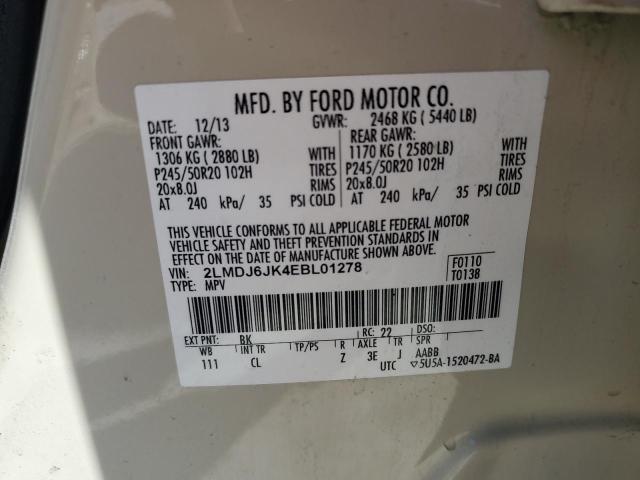 MFD. BY FORD MOTOR CO.
DATE: 12/13 GVWR: 2468 KG ( 5440 LB)
FRONT GAWR: REAR GAWR:
1306 KG ( 2880 LB) WITH 1170 KG ( 2580 LB) WITH
P245/50R20 102H TIRES P245/50R20 102H TIRES
20x8.0J RIMS 20x8.0J RIMS
AT 240 kPa/ 35 PSI COLD AT 240 kPa/ 35 PSI COLD
THIS VEHICLE CONFORMS TO ALL APPLICABLE FEDERAL MOTOR
VEHICLE SAFETY AND THEFT PREVENTION STANDARDS IN
EFFECT ON THE DATE OF MANUFACTURE SHOWN ABOVE.
VIN: 2LMDJ6JK4EBL01278 F0110
TYPE: MPV T0138
EXT PNT: BK RC: 22 DSO:
WB INT TR TP/PS R AXLE TR SPR
111 CL Z 3E J AABB
UTC ▽5U5A-1520472-BA